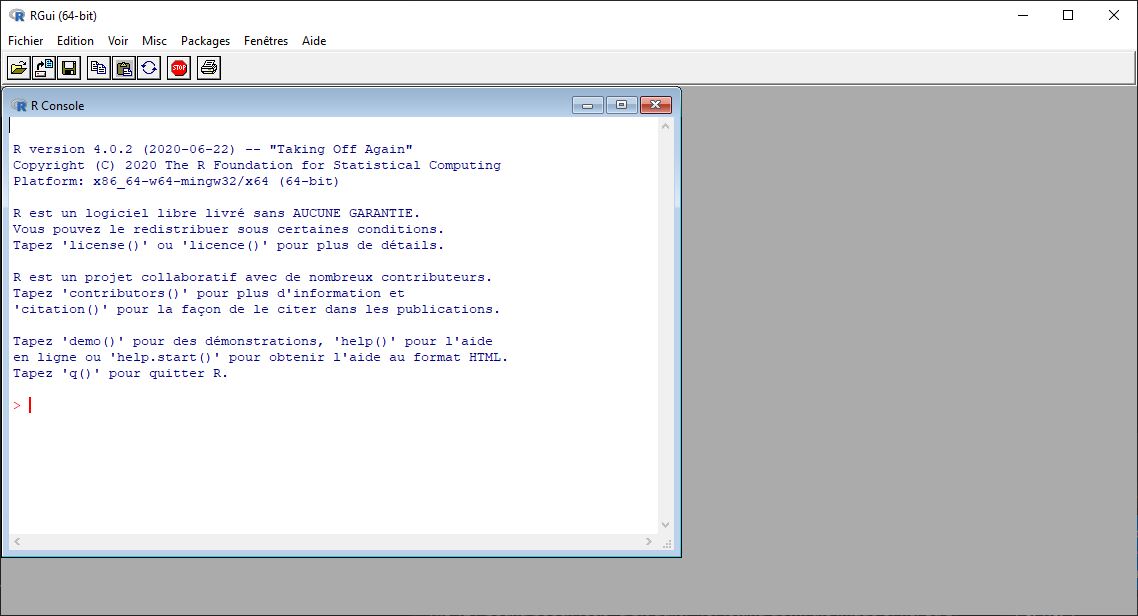 RGui (64-bit)
Fichier Edition Voir Misc Packages Fenêtres Aide
STOP
R Console
R version 4.0.2 (2020-06-22) -- "Taking Off Again"
Copyright (C) 2020 The R Foundation for Statistical Computing
Platform: x86_64-w64-mingw32/x64 (64-bit)
R est un logiciel libre livré sans AUCUNE GARANTIE.
Vous pouvez le redistribuer sous certaines conditions.
Tapez 'license()' ou 'licence()' pour plus de détails.
R est un projet collaboratif avec de nombreux contributeurs.
Tapez 'contributors()' pour plus d'information et
'citation()' pour la façon de le citer dans les publications.
Tapez 'demo()' pour des démonstrations, 'help()' pour l'aide
en ligne ou 'help.start()' pour obtenir l'aide au format HTML.
Tapez 'q()' pour quitter R.
>